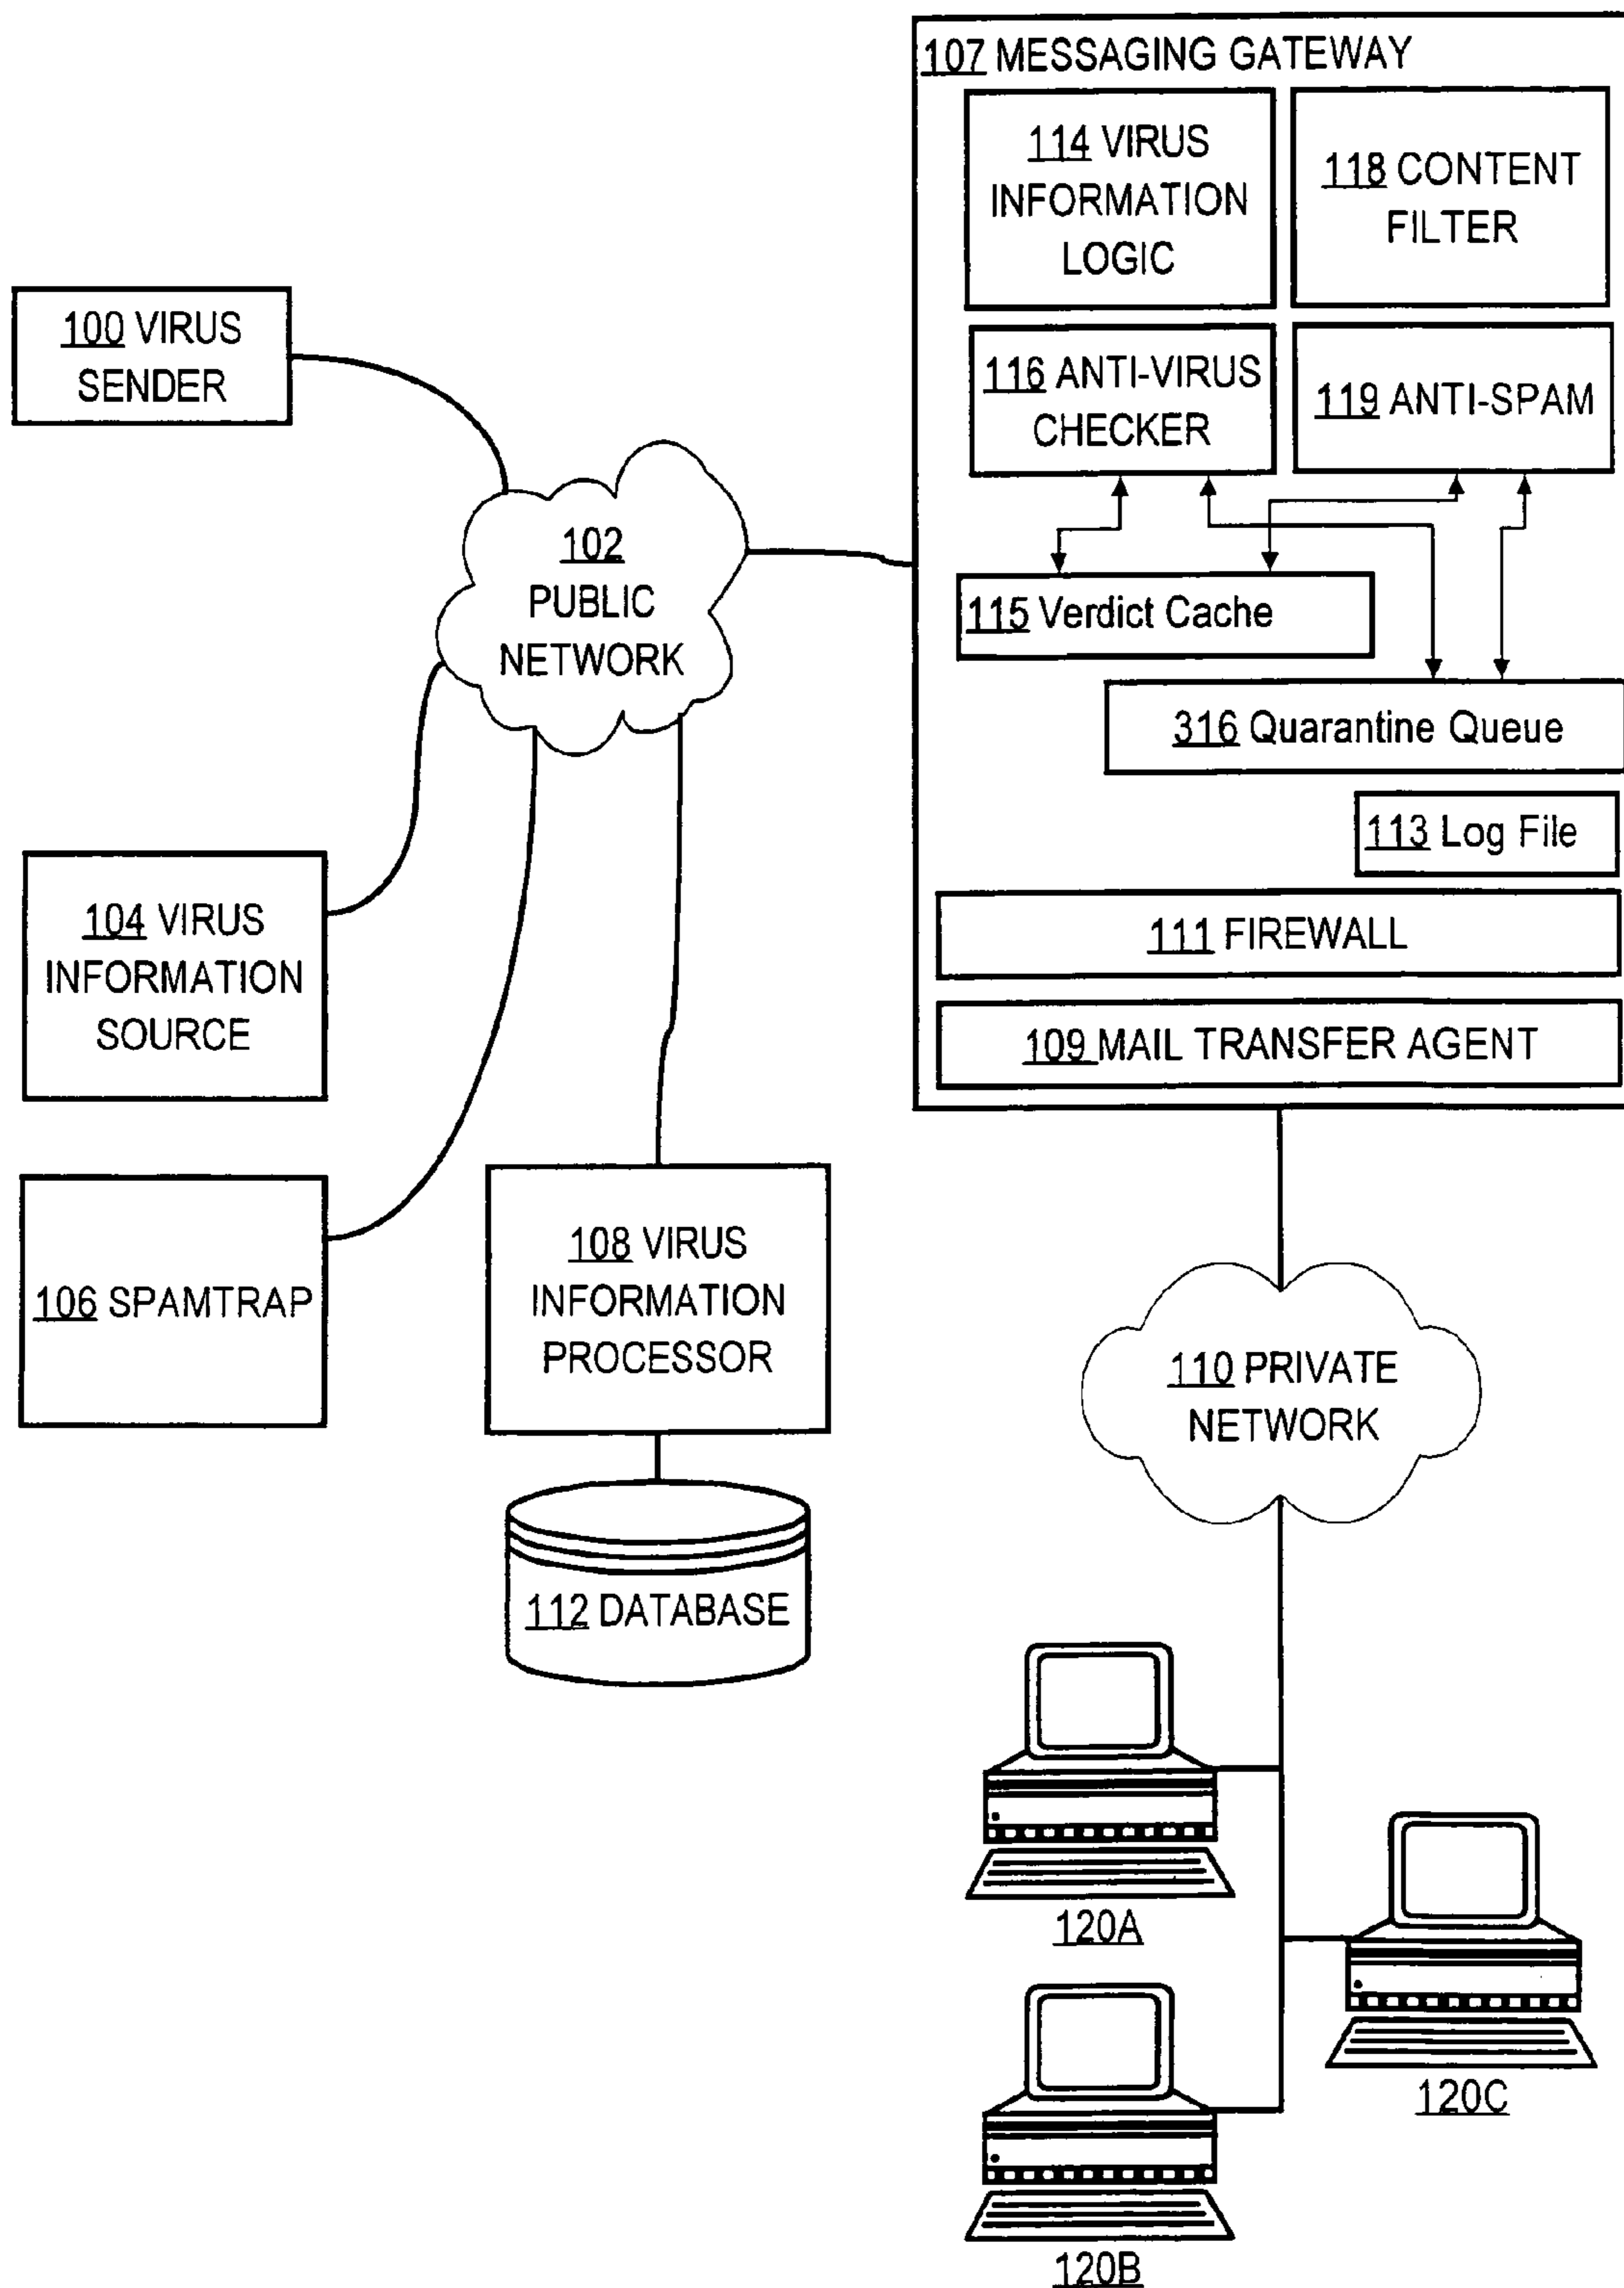 107 MESSAGING GATEWAY
114 VIRUS
INFORMATION
LOGIC
118 CONTENT
FILTER
116 ANTI-VIRUS
CHECKER
119 ANTI-SPAM
115 Verdict Cache
316 Quarantine Queue
113 Log File
111 FIREWALL
109 MAIL TRANSFER AGENT
100 VIRUS
SENDER
102
PUBLIC
NETWORK
104 VIRUS
INFORMATION
SOURCE
106 SPAMTRAP
108 VIRUS
INFORMATION
PROCESSOR
112 DATABASE
110 PRIVATE
NETWORK
120A
120C
120B